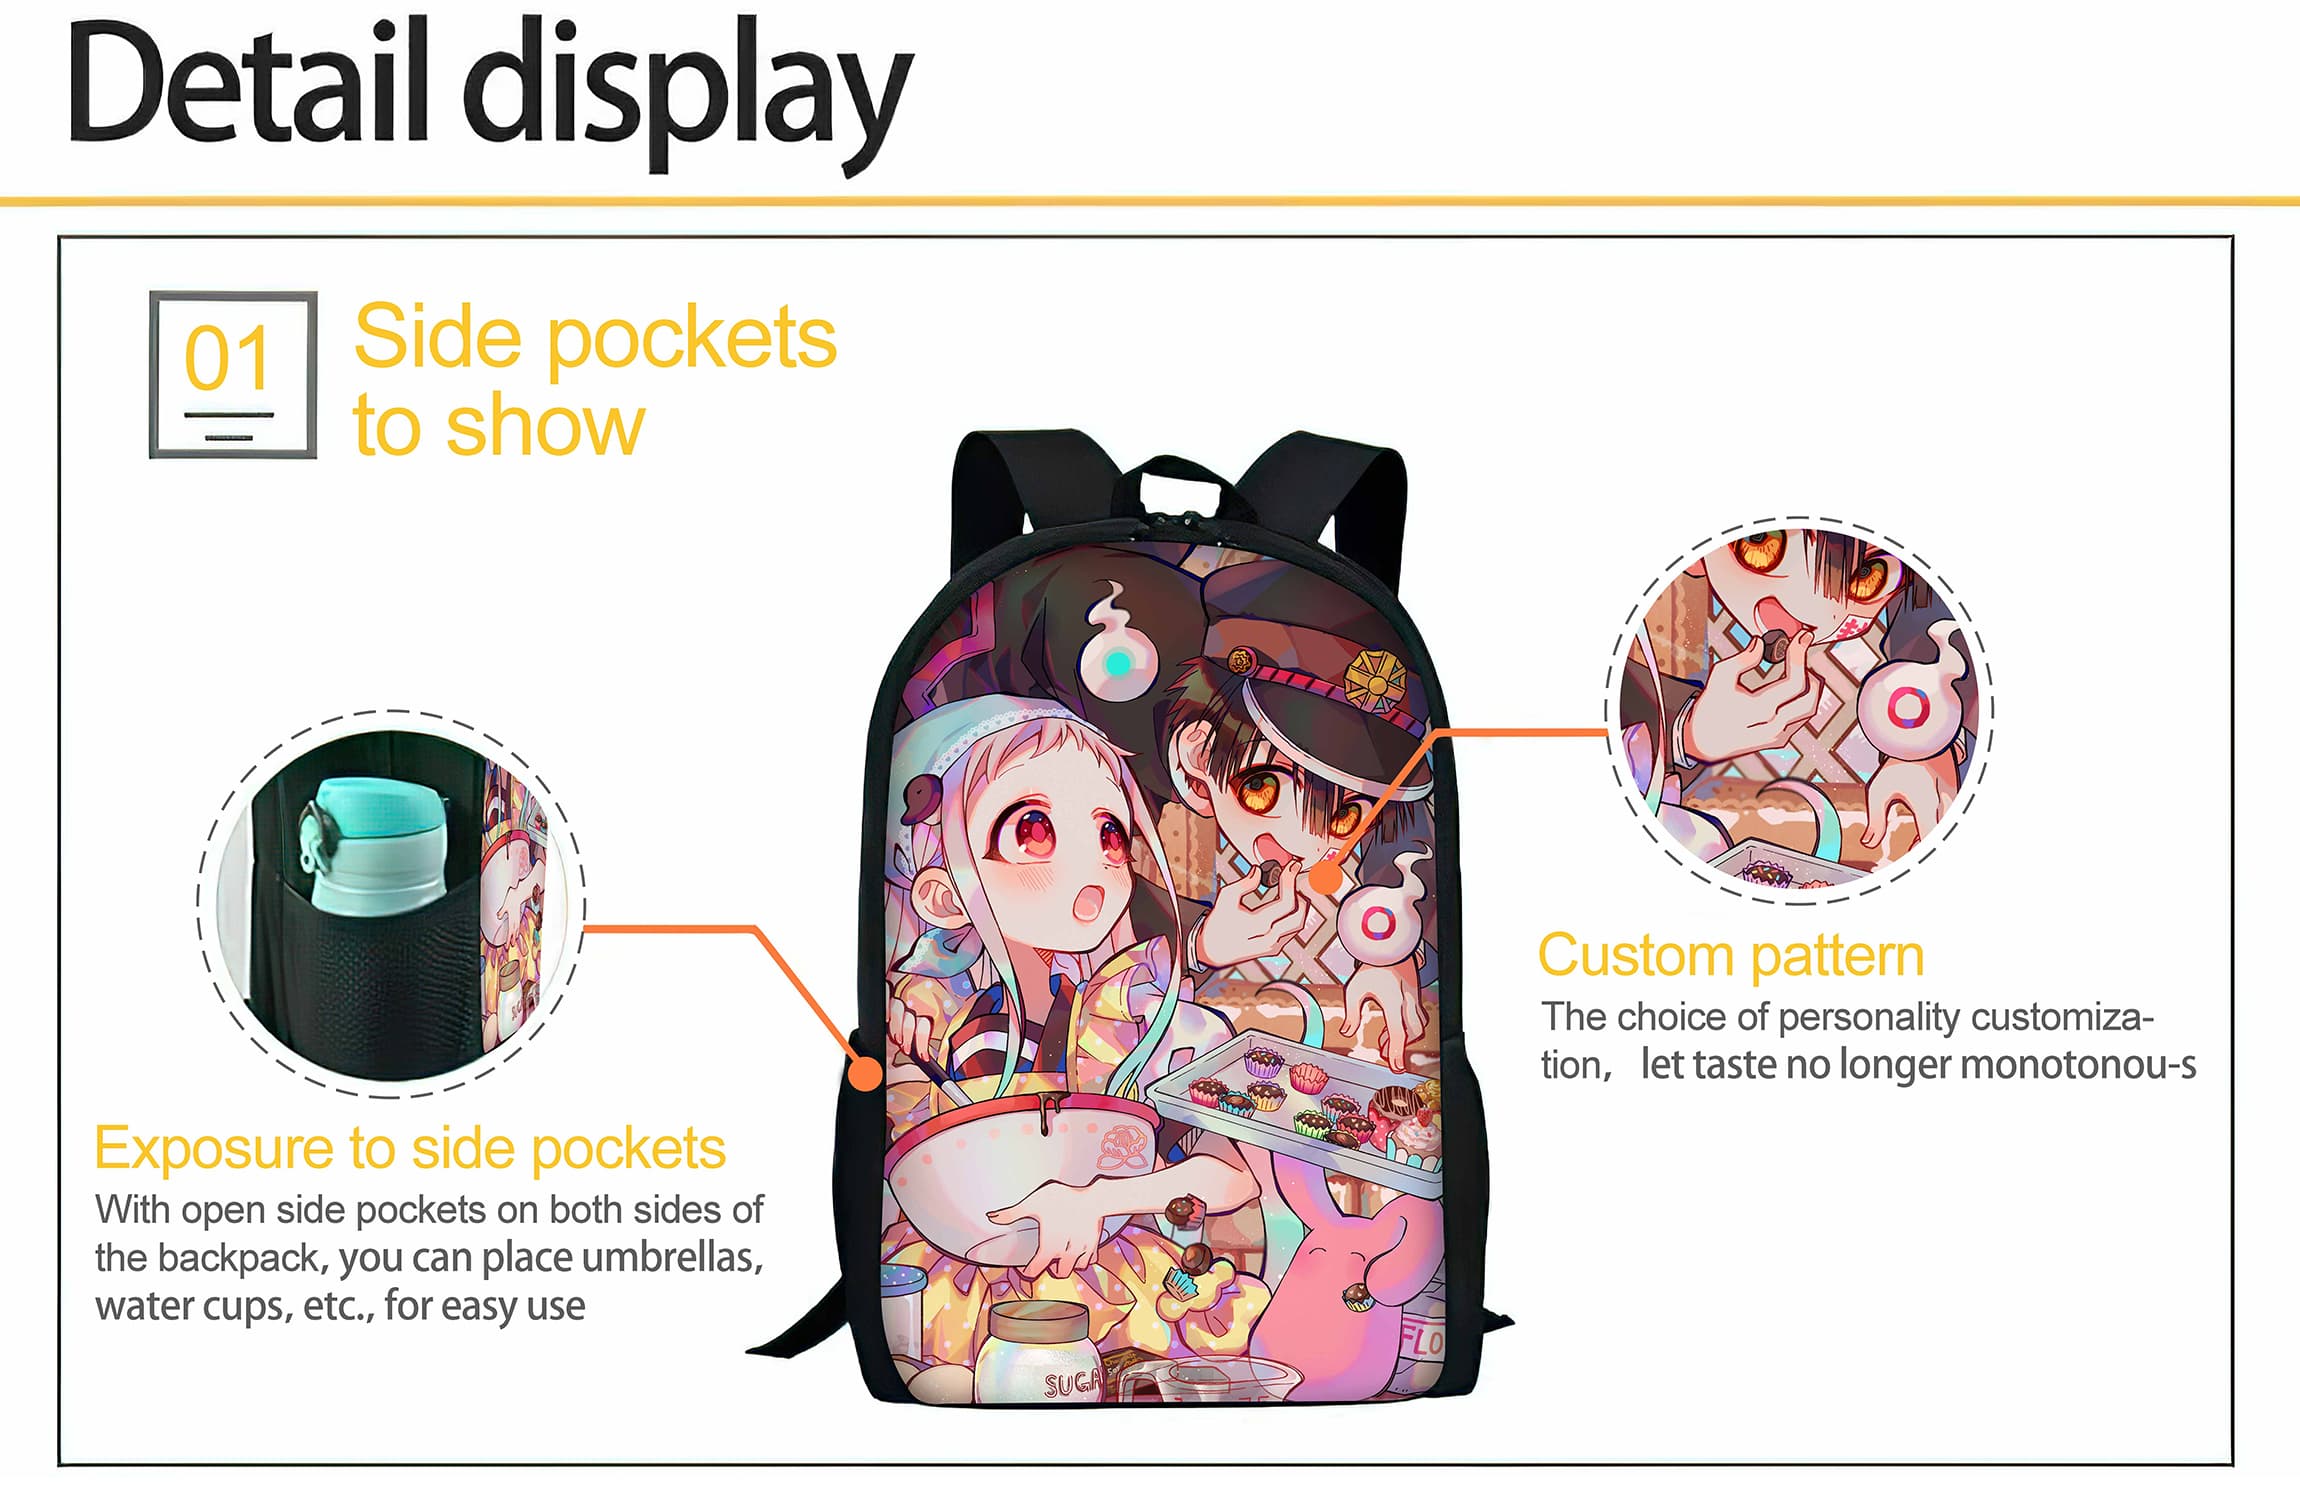 Detail display
01
Side pockets
to show
Exposure to side pockets
With open side pockets on both sides of
the backpack, you can place umbrellas,
water cups, etc., for easy use
Custom pattern
The choice of personality customiza-
tion, let taste no longer monotonou-s
SUGA
FLO